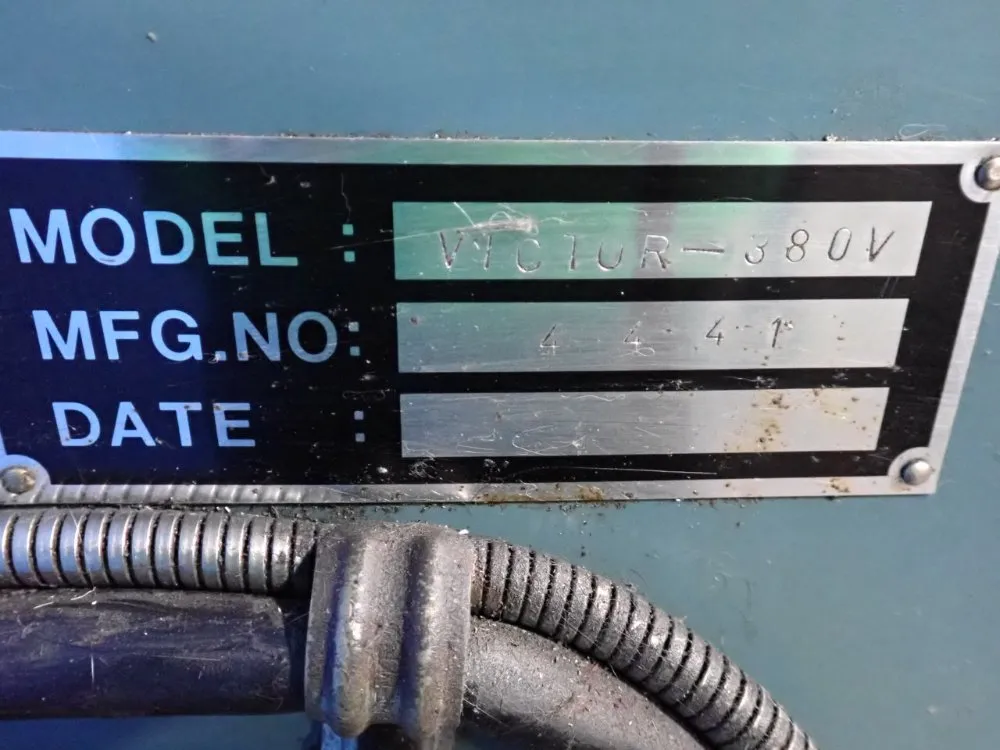 MODEL : VICTOR-380V
MFG.NO: 4441
DATE :